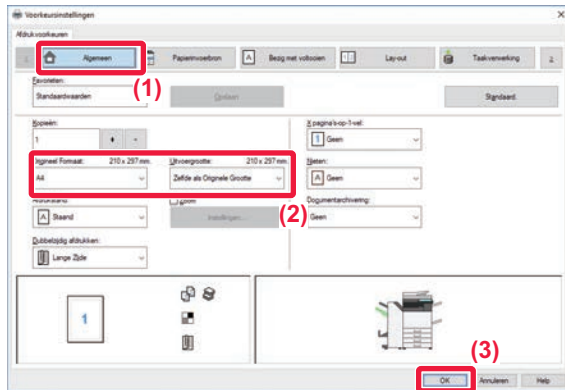 Voorkeursinstellingen
Afdrukvoorkeuren
Algemeen
Papierinvoerbron
Bezig met voltooien
Lay-out
Taakverwerking
(1)
Favorieten:
Standaardwaarden
Opslaan
Standaard
Kopieën:
1
+ -
X pagina's-op-1-vel:
1 Geen
Origineel Formaat: 210 x 297 mm.
Uitvoergrootte: 210 x 297 mm.
Nieten:
A4
Zelfde als Originele Grootte
A Geen
(2)
Afdrukstand:
Zoom
Documentarchivering:
A Staand
Instellingen...
Geen
Dubbelzijdig afdrukken:
Lange Zijde
1
(3)
OK
Annuleren
Help